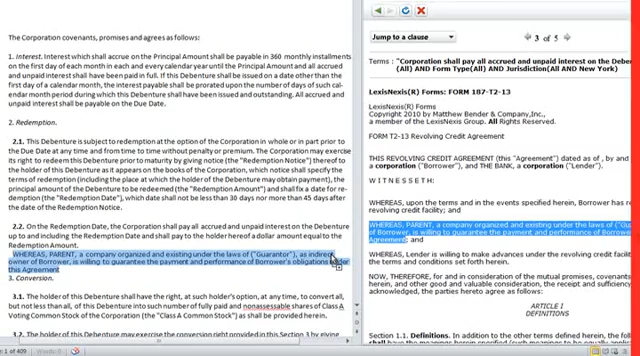 The Corporation covenants, promises and agrees as follows:
1. Interest. Interest which shall accrue on the Principal Amount shall be payable in 360 monthly installments
on the first day of each month in each and every calendar year until the Principal Amount and all accrued
and unpaid interest shall have been paid in full. If this Debenture shall be issued on a date other than the
first day of a calendar month, the interest payable shall be prorated upon the number of days of such cal-
endar month period during which this Debenture shall have been issued and outstanding. All accrued and
unpaid interest shall be payable on the Due Date.
2. Redemption.
2.1. This Debenture is subject to redemption at the option of the Corporation in whole or in part prior to
the Due Date at any time and from time to time without penalty or premium. The Corporation may exercise
its right to redeem this Debenture prior to maturity by giving notice (the "Redemption Notice") thereof to
the holder of this Debenture as it appears on the books of the Corporation, which notice shall specify the
terms of redemption (including the place at which the holder of the Debenture may obtain payment), the
principal amount of the Debenture to be redeemed (the "Redemption Amount") and shall fix a date for re-
demption (the "Redemption Date"), which date shall not be less than 30 days nor more than 45 days after
the date of the Redemption Notice.
2.2. On the Redemption Date, the Corporation shall pay all accrued and unpaid interest on the Debenture
up to and including the Redemption Date and shall pay to the holder hereof a dollar amount equal to the
Redemption Amount.
WHEREAS, PARENT, a company organized and existing under the laws of ("Guarantor"), as indirect
owner of Borrower, is willing to guarantee the payment and performance of Borrower's obligations under
this Agreement
3. Conversion.
3.1. The holder of this Debenture shall have the right, at such holder's option, at any time, to convert all,
but not less than all, of this Debenture into such number of fully paid and nonassessable shares of Class A
Voting Common Stock of the Corporation (the "Class A Common Stock") as shall be provided herein.
3.2. The holder of this Debenture may exercise the conversion right provided in this Section 3 by giving
1 of 409 Words: 0
Jump to a clause
3 of 5
Terms : "Corporation shall pay all accrued and unpaid interest on the Debe
(All) AND Form Type(All) AND Jurisdiction(All AND New York)
LexisNexis(R) Forms: FORM 187-T2-13
LexisNexis(R) Forms
Copyright 2010 by Matthew Bender & Company,Inc.,
a member of the LexisNexis Group. All Rights Reserved.
FORM T2-13 Revolving Credit Agreement
THIS REVOLVING CREDIT AGREEMENT (this "Agreement") dated as of , by and
a corporation ("Borrower"), and THE BANK, a corporation ("Lender").
W I T N E S S E T H:
WHEREAS, upon the terms and in the events specified herein, Borrower has re
revolving credit facility; and
WHEREAS, PARENT, a company organized and existing under the laws of ("Gua
of Borrower, is willing to guarantee the payment and performance of Borrower
Agreement; and
WHEREAS, Lender is willing to make advances under the revolving credit facili
the terms and conditions set forth herein.
NOW, THEREFORE, for and in consideration of the mutual promises, covenants
herein, and other good and valuable consideration, the receipt and sufficiency
acknowledged, the parties hereto agree as follows:
ARTICLE I
DEFINITIONS
Section 1.1. Definitions. In addition to the other terms defined herein, the follo